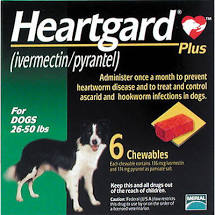 Heartgard®
Plus
(ivermectin/pyrantel)
Administer once a month to prevent
heartworm disease and to treat and control
ascarid and hookworm infections in dogs.
For
DOGS
26-50 lbs
6 Chewables
Each chewable contains 136 mcg ivermectin
and 114 mg pyrantel as pamoate salt.
Keep this and all drugs out
of the reach of children.
Caution: Federal (U.S.A.) law restricts
this drug to use by or on the order of
a licensed veterinarian.
MERIAL